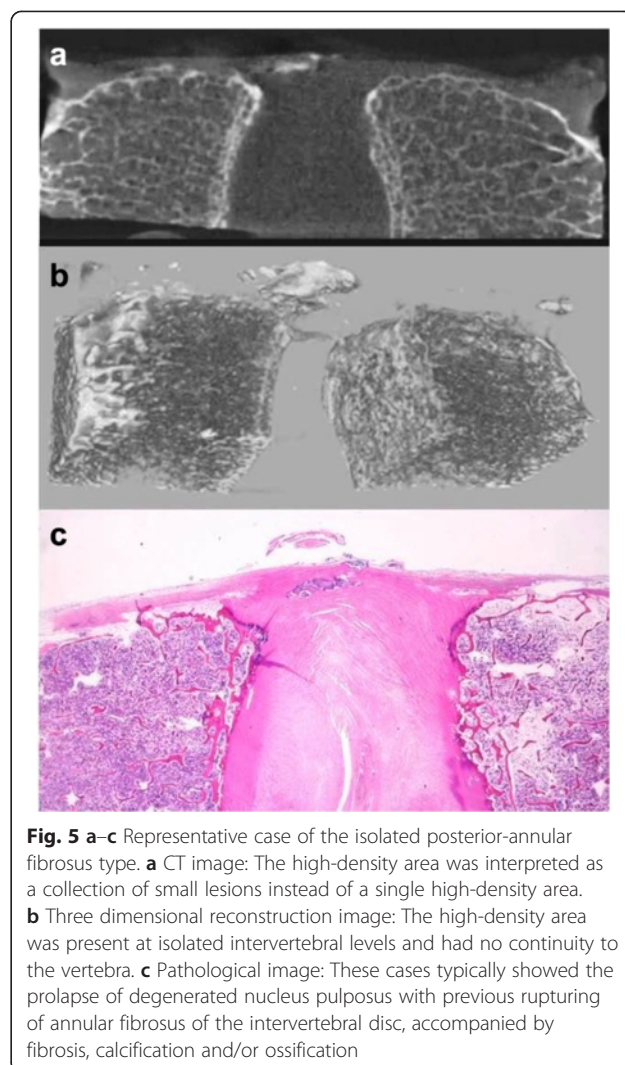 a
b
c
Fig. 5 a–c Representative case of the isolated posterior-annular
fibrosus type. a CT image: The high-density area was interpreted as
a collection of small lesions instead of a single high-density area.
b Three dimensional reconstruction image: The high-density area
was present at isolated intervertebral levels and had no continuity to
the vertebra. c Pathological image: These cases typically showed the
prolapse of degenerated nucleus pulposus with previous rupturing
of annular fibrosus of the intervertebral disc, accompanied by
fibrosis, calcification and/or ossification